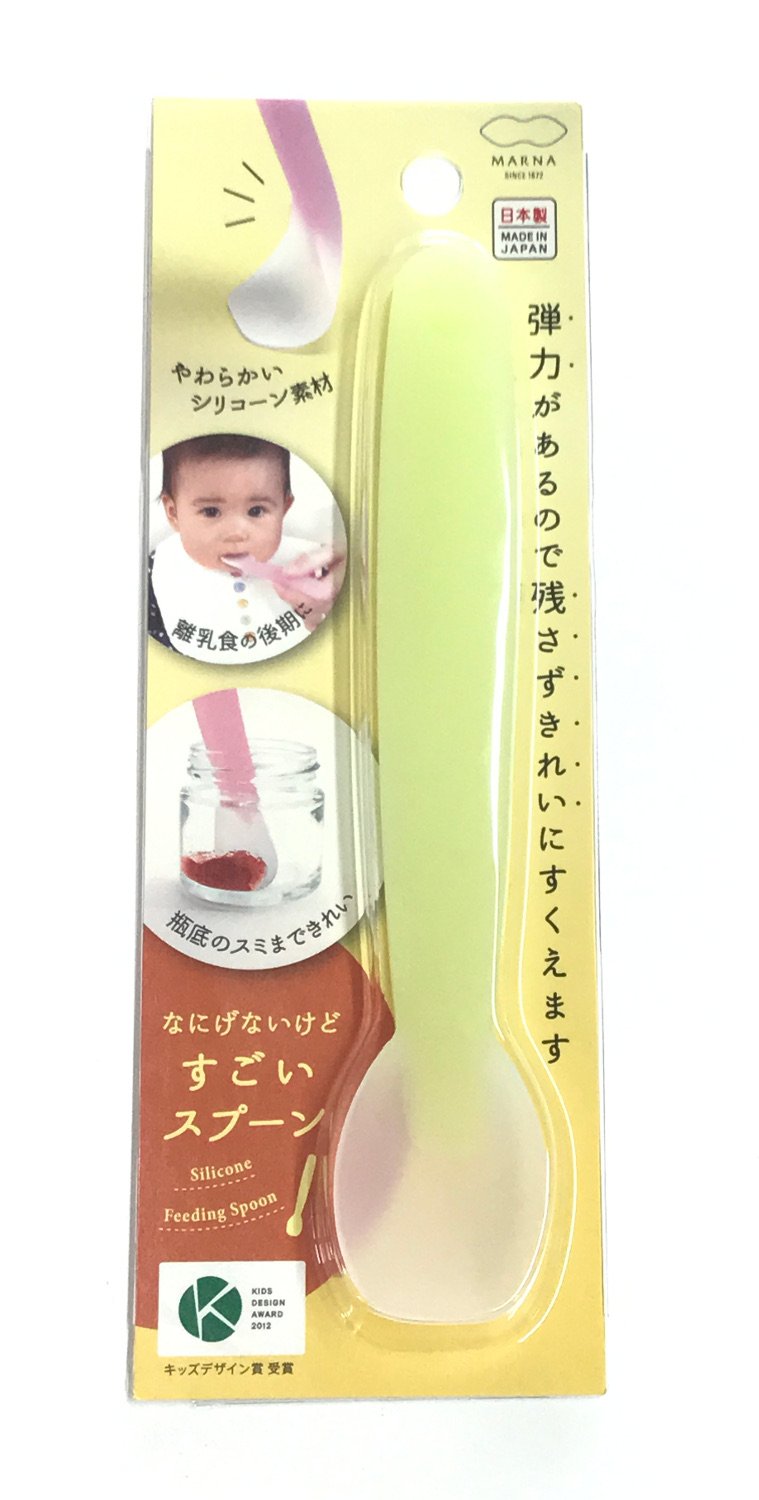 MARNA
SINCE 1872
日本製
MADE IN
JAPAN
弾力があるので残さずきれいにすくえます
やわらかい
シリコーン素材
離乳食の後期に
瓶底のスミまできれい
なにげないけど
すごい
スプーン
Silicone
Feeding Spoon
KIDS
DESIGN
AWARD
2012
キッズデザイン賞 受賞